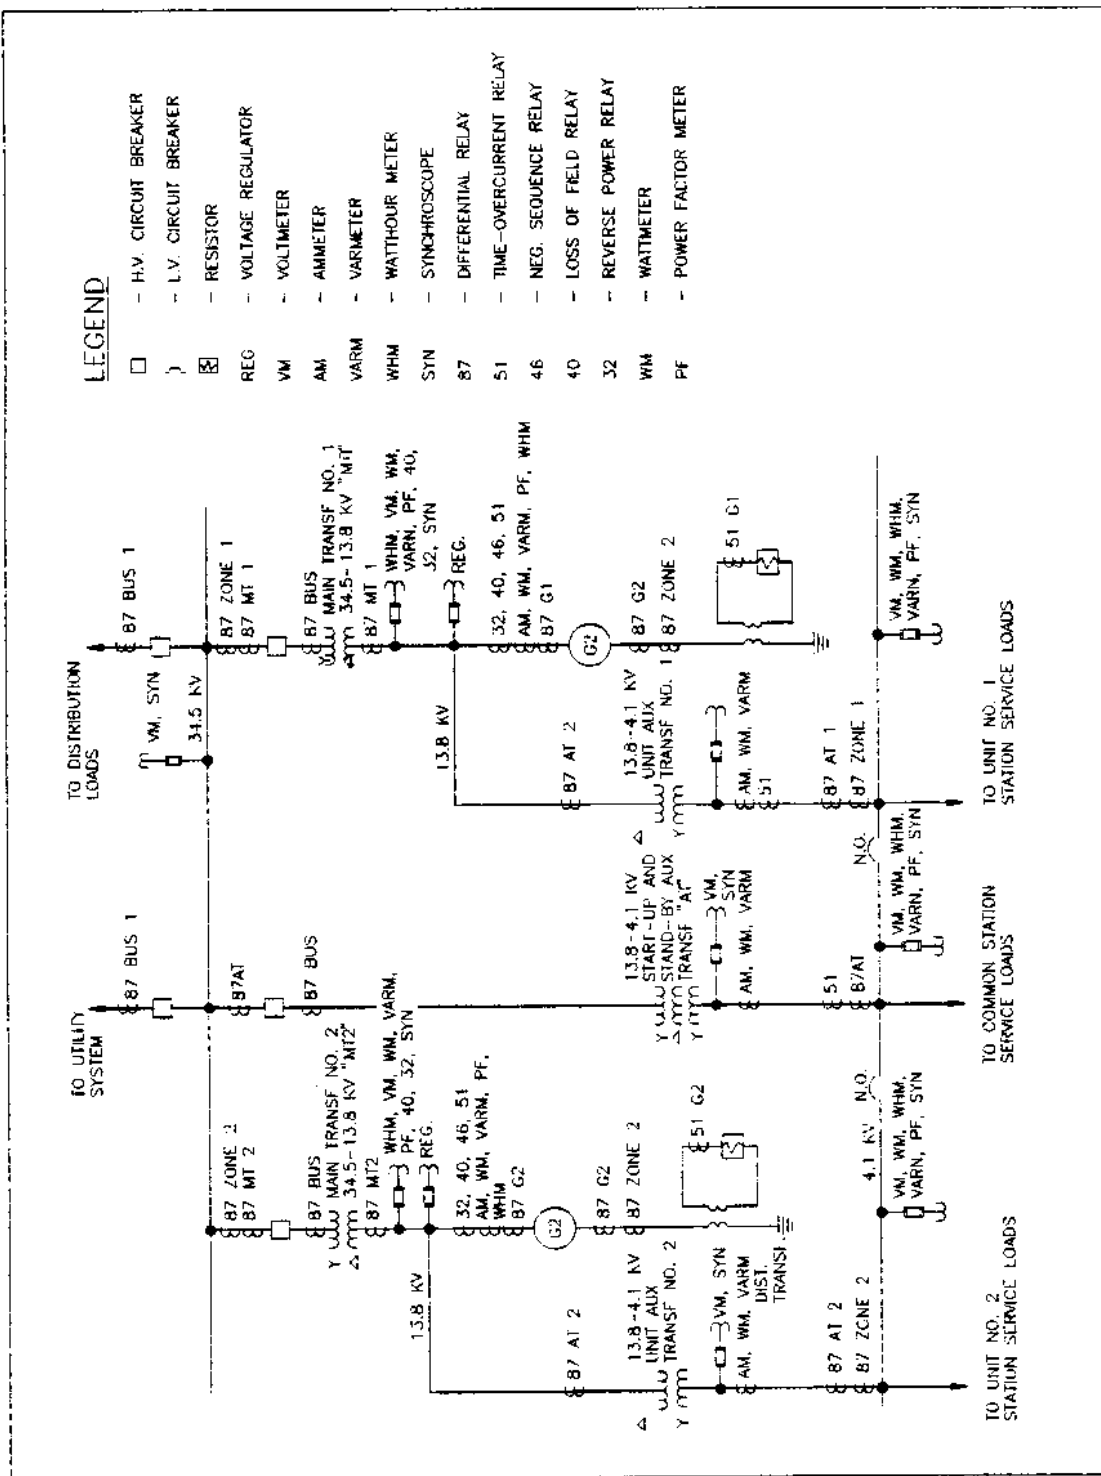 TO UTILITY
SYSTEM
87 BUS 1
TO DISTRIBUTION
LOADS
87 BUS 1
VM, SYN
34.5 KV
87 ZONE 2
87 MT 2
87AT
87 ZONE 1
87 MT 1
87 BUS
Y
MAIN TRANSF NO. 2
△
34.5-13.8 KV "MT2"
87 MT2
87 BUS
87 BUS
MAIN TRANSF NO. 1
34.5-13.8 KV "MT"
87 MT 1
WHM, VM, WM, VARM,
PF, 40, 32, SYN
REG.
WHM, VM, WM,
VARN, PF, 40,
32, SYN
REG.
13.8 KV
32, 40, 46, 51
AM, WM, VARM, PF,
WHM
87 G2
G2
87 G2
87 ZONE 2
13.8 KV
32, 40, 46, 51
AM, WM, VARM, PF, WHM
87 G1
G2
87 G2
87 ZONE 2
87 AT 2
13.8-4.1 KV
UNIT AUX
TRANSF NO. 2
△
Y
51 G2
VM, SYN
AM, WM, VARM
DIST.
TRANSF.
13.8-4.1 KV
START-UP AND
STAND-BY AUX
TRANSF "AT"
Y
△
Y
VM,
SYN
AM, WM, VARM
87 AT 2
13.8-4.1 KV
UNIT AUX
TRANSF NO. 1
△
Y
51 G1
AM, WM, VARM
51
87 AT 2
87 ZONE 2
51
87AT
87 AT 1
87 ZONE 1
4.1 KV
N.O.
N.O.
VM, WM, WHM,
VARN, PF, SYN
VM, WM, WHM,
VARN, PF, SYN
VM, WM, WHM,
VARN, PF, SYN
TO UNIT NO. 2
STATION SERVICE LOADS
TO COMMON STATION
SERVICE LOADS
TO UNIT NO. 1
STATION SERVICE LOADS
LEGEND
- H.V. CIRCUIT BREAKER
- L.V. CIRCUIT BREAKER
- RESISTOR
REG - VOLTAGE REGULATOR
VM - VOLTMETER
AM - AMMETER
VARM - VARMETER
WHM - WATTHOUR METER
SYN - SYNCHROSCOPE
87 - DIFFERENTIAL RELAY
51 - TIME-OVERCURRENT RELAY
46 - NEG. SEQUENCE RELAY
40 - LOSS OF FIELD RELAY
32 - REVERSE POWER RELAY
WM - WATTMETER
PF - POWER FACTOR METER